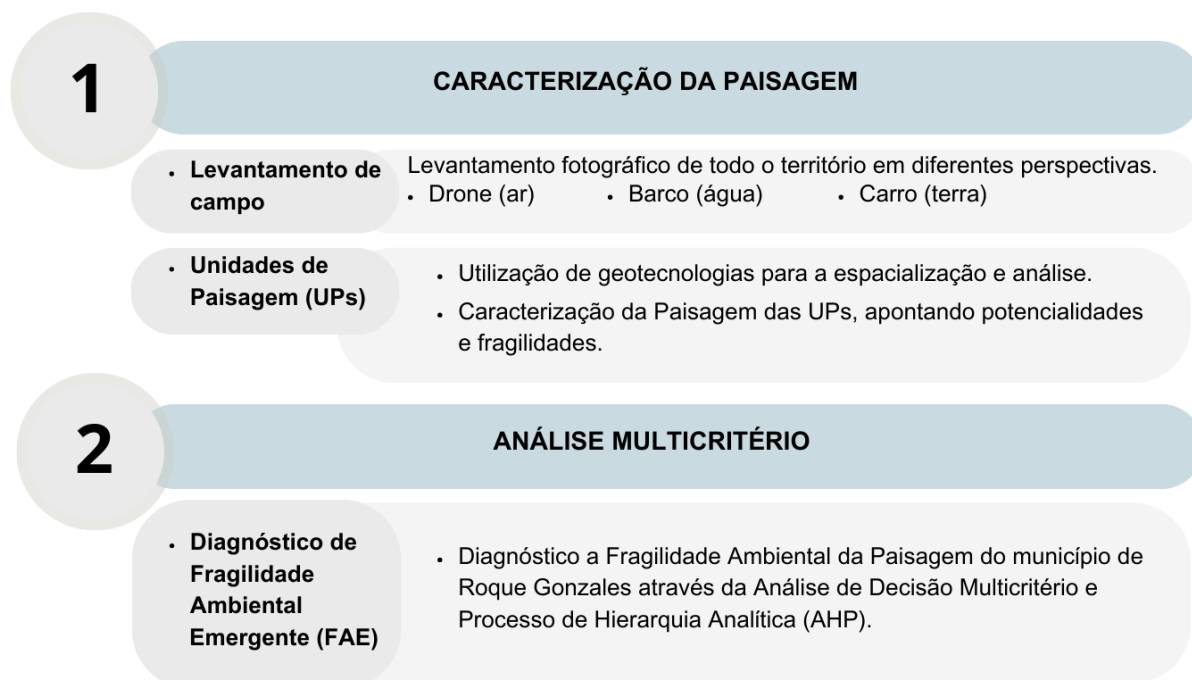 1
CARACTERIZAÇÃO DA PAISAGEM
• Levantamento de
campo
Levantamento fotográfico de todo o território em diferentes perspectivas.
• Drone (ar) • Barco (água) • Carro (terra)
• Unidades de
Paisagem (UPs)
• Utilização de geotecnologias para a espacialização e análise.
• Caracterização da Paisagem das UPs, apontando potencialidades
e fragilidades.
2
ANÁLISE MULTICRITÉRIO
• Diagnóstico de
Fragilidade
Ambiental
Emergente (FAE)
• Diagnóstico a Fragilidade Ambiental da Paisagem do município de
Roque Gonzales através da Análise de Decisão Multicritério e
Processo de Hierarquia Analítica (AHP).